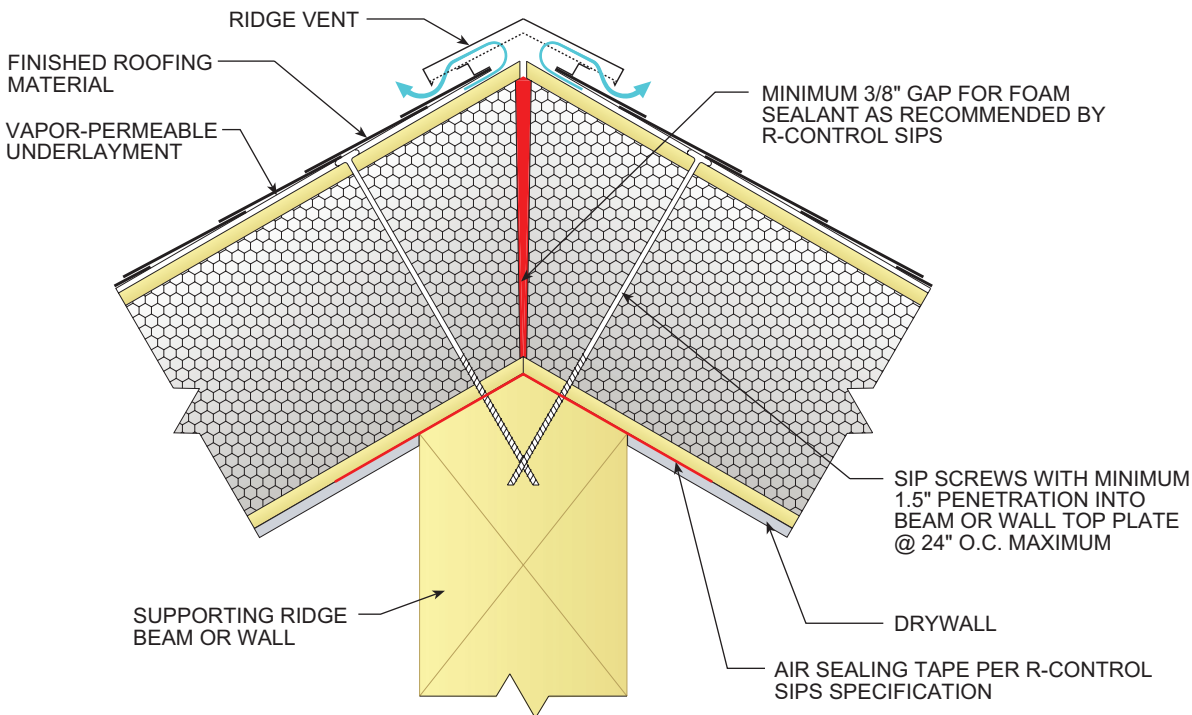 RIDGE VENT
FINISHED ROOFING
MATERIAL
VAPOR-PERMEABLE
UNDERLAYMENT
MINIMUM 3/8" GAP FOR FOAM
SEALANT AS RECOMMENDED BY
R-CONTROL SIPS
SIP SCREWS WITH MINIMUM
1.5" PENETRATION INTO
BEAM OR WALL TOP PLATE
@ 24" O.C. MAXIMUM
SUPPORTING RIDGE
BEAM OR WALL
DRYWALL
AIR SEALING TAPE PER R-CONTROL
SIPS SPECIFICATION